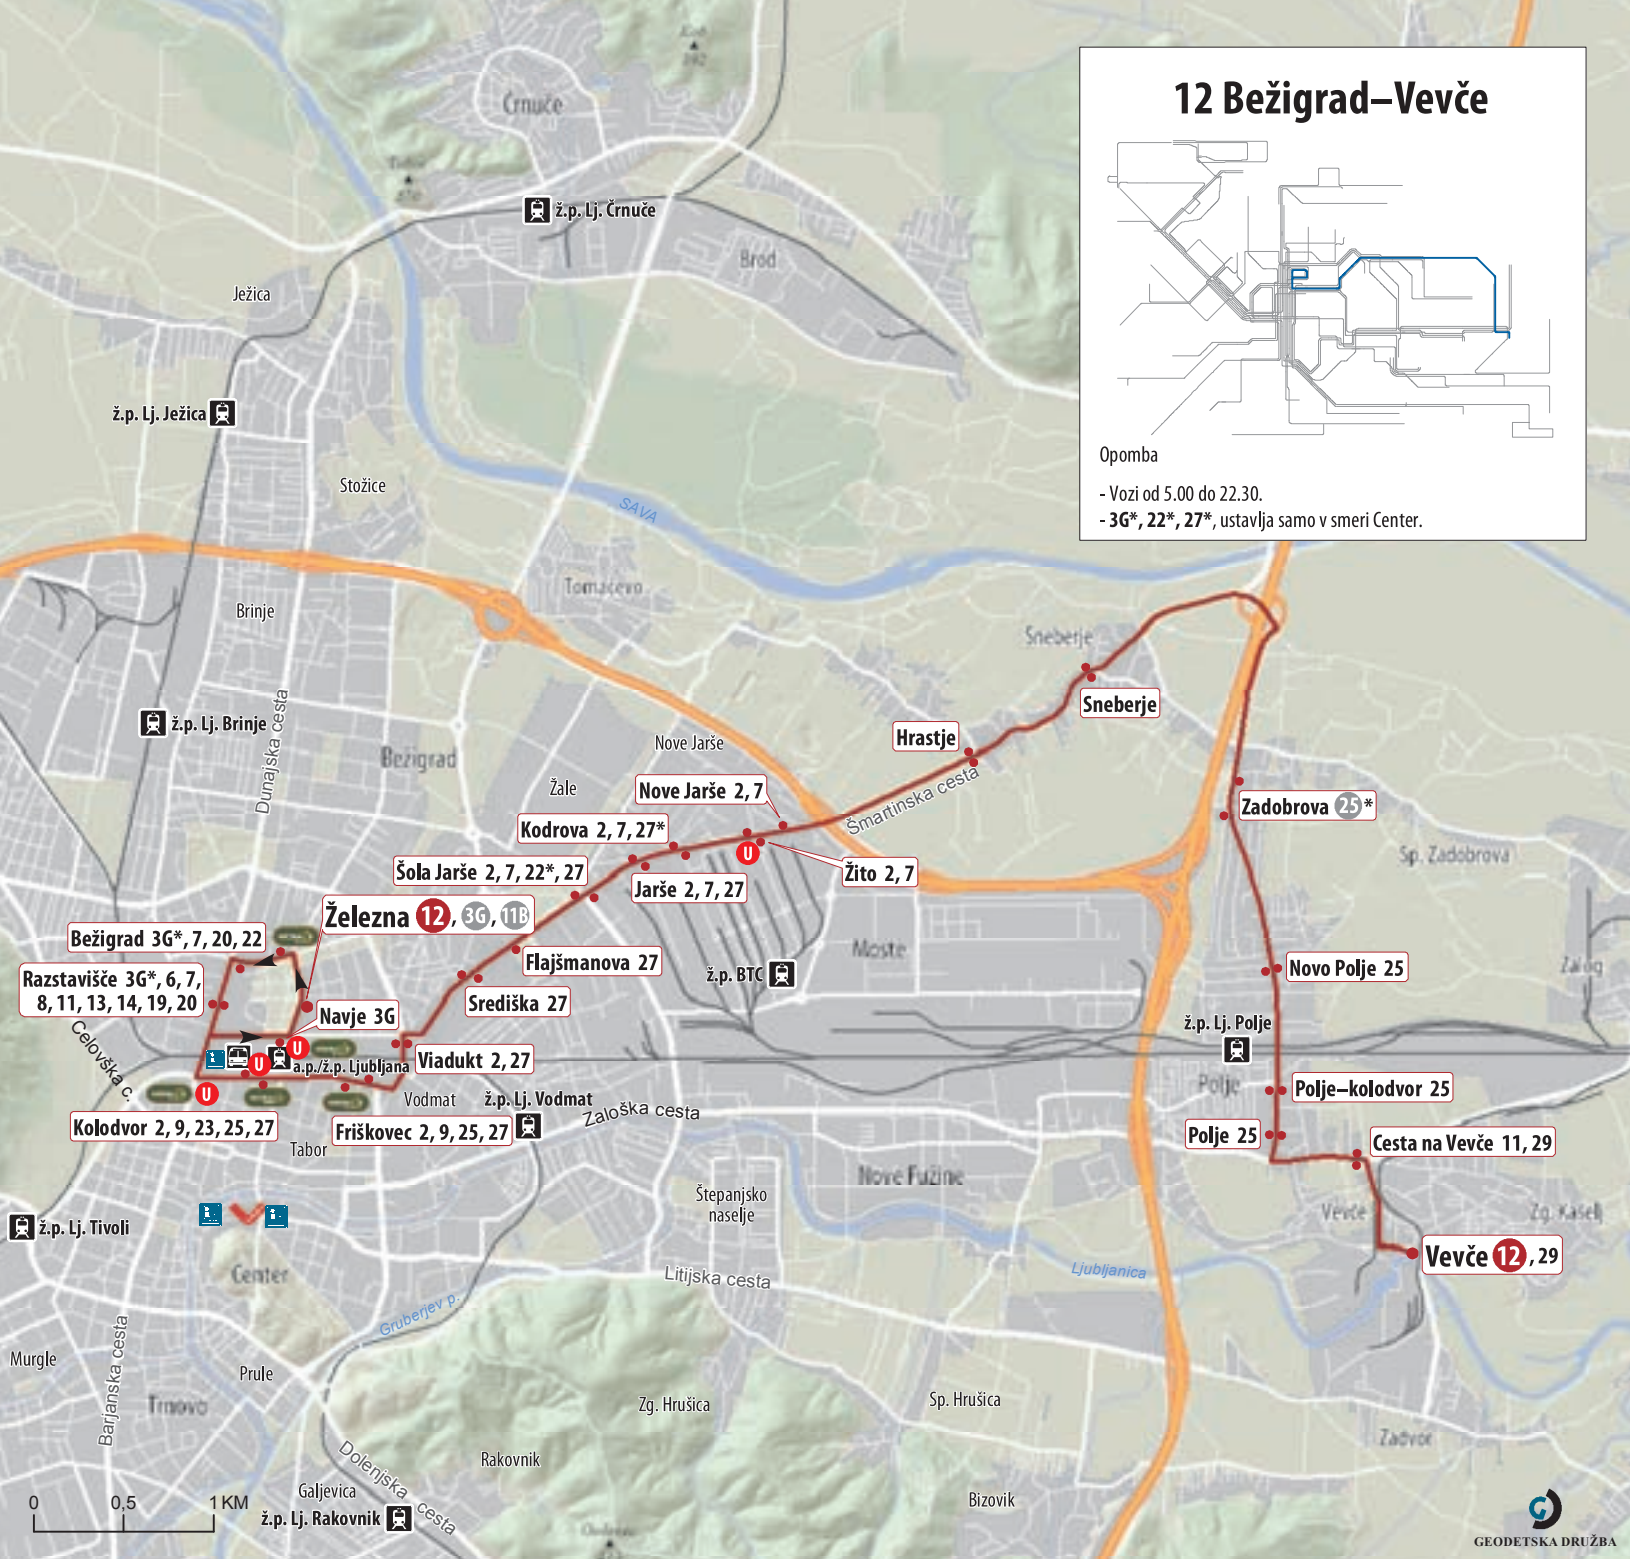 12 Bežigrad–Vevče
Opomba
- Vozi od 5.00 do 22.30.
- 3G*, 22*, 27*, ustavlja samo v smeri Center.
Črnuče
ž.p. Lj. Črnuče
Brod
Ježica
ž.p. Lj. Ježica
Stožice
SAVA
Brinje
Tomačevo
Šneberje
Sneberje
ž.p. Lj. Brinje
Dunajska cesta
Bežigrad
Nove Jarše
Hrastje
Žale
Nove Jarše 2, 7
Šmartinska cesta
Zadobrova 25*
Kodrova 2, 7, 27*
Sp. Zadobrova
Šola Jarše 2, 7, 22*, 27
Jarše 2, 7, 27
U
Žito 2, 7
Železna 12, 3G, 11B
Bežigrad 3G*, 7, 20, 22
Moste
Flajšmanova 27
ž.p. BTC
Novo Polje 25
Zalog
Razstavišče 3G*, 6, 7,
8, 11, 13, 14, 19, 20
Središka 27
Navje 3G
ž.p. Lj. Polje
Celovška c.
U
U
a.p./ž.p. Ljubljana
Viadukt 2, 27
U
Polje
Polje–kolodvor 25
Vodmat
ž.p. Lj. Vodmat
Zaloška cesta
Kolodvor 2, 9, 23, 25, 27
Friškovec 2, 9, 25, 27
Polje 25
Cesta na Vevče 11, 29
Tabor
Nove Fužine
Štepanjsko
naselje
Vevče
Zg. Kašelj
ž.p. Lj. Tivoli
Vevče 12, 29
Center
Litijska cesta
Ljubljanica
Gruberjev p.
Murgle
Barjanska cesta
Prule
Trnovo
Zg. Hrušica
Sp. Hrušica
Zadvor
Dolenjska cesta
Rakovnik
Galjevica
Bizovik
ž.p. Lj. Rakovnik
0 0,5 1 KM
G
GEODETSKA DRUŽBA